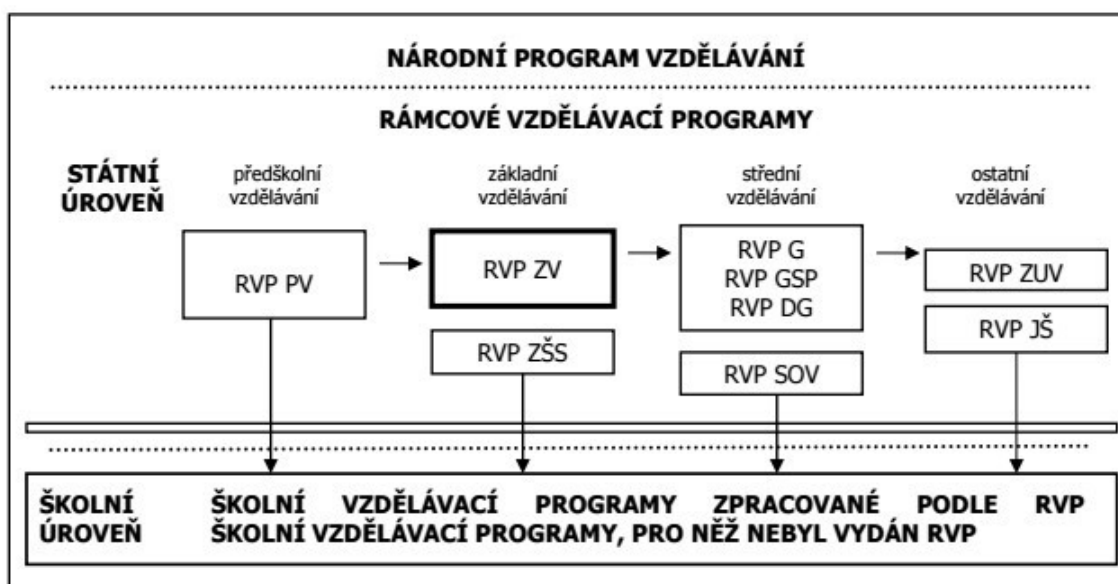 NÁRODNÍ PROGRAM VZDĚLÁVÁNÍ
RÁMCOVÉ VZDĚLÁVACÍ PROGRAMY
STÁTNÍ
ÚROVEŇ
předškolní
vzdělávání
základní
vzdělávání
střední
vzdělávání
ostatní
vzdělávání
RVP PV
RVP ZV
RVP ZŠS
RVP G
RVP GSP
RVP DG
RVP SOV
RVP ZUV
RVP JŠ
ŠKOLNÍ
ÚROVEŇ
ŠKOLNÍ VZDĚLÁVACÍ PROGRAMY ZPRACOVANÉ PODLE RVP
ŠKOLNÍ VZDĚLÁVACÍ PROGRAMY, PRO NĚŽ NEBYL VYDÁN RVP